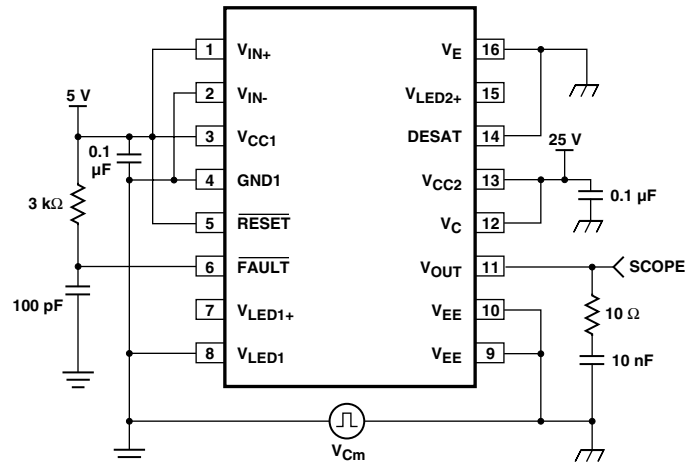 1 V_IN+ V_E 16
2 V_IN- V_LED2+ 15
5 V
3 V_CC1 DESAT 14
0.1 µF
25 V
4 GND1 V_CC2 13
0.1 µF
3 kΩ
5 RESET V_C 12
6 FAULT V_OUT 11 SCOPE
100 pF
7 V_LED1+ V_EE 10
10 Ω
8 V_LED1 V_EE 9
10 nF
V_Cm